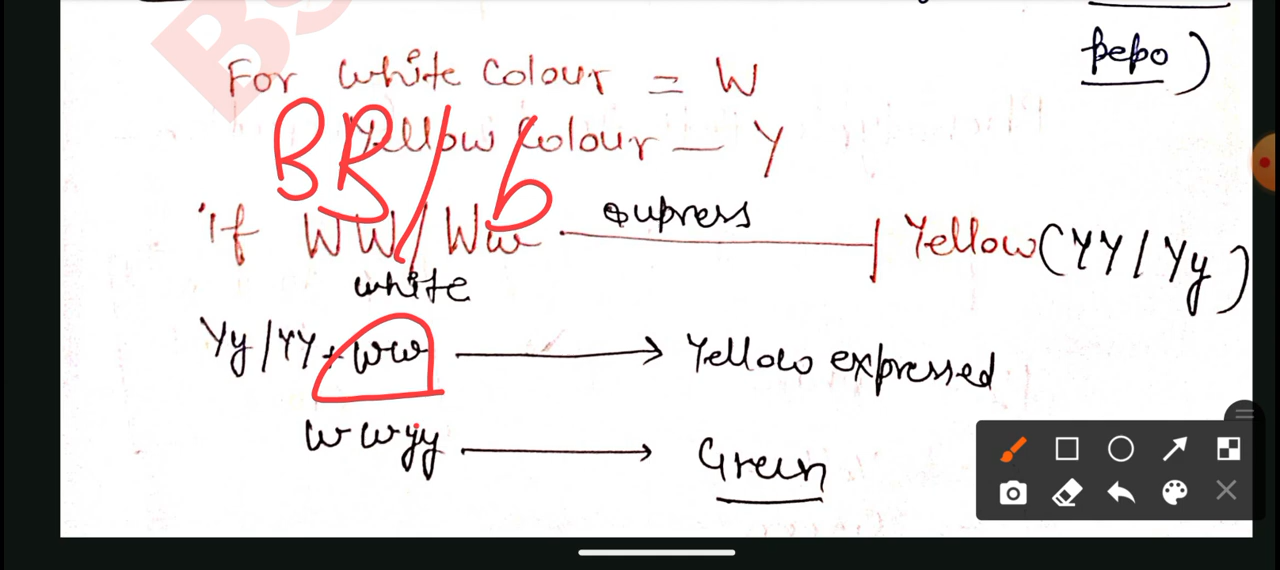 pepo)
For white Colour = W
Yellow Colour — Y
BB/b
if WW/Ww supress Yellow (YY/Yy)
white
Yy/YY + ww → Yellow expressed
wwyy → Green